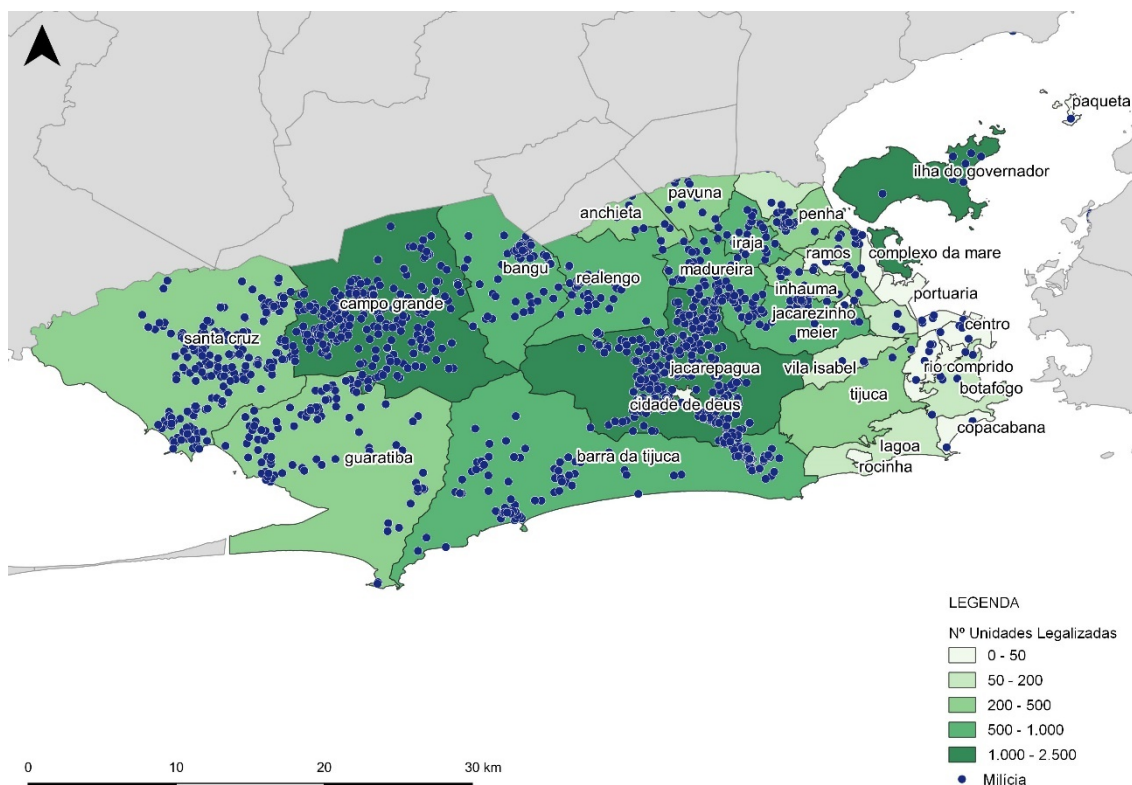 paqueta
ilha do governador
pavuna
anchieta
penha
iraja
ramos
complexo da mare
bangu
realengo
madureira
inhauma
portuaria
campo grande
jacarezinho
centro
meier
santa cruz
jacarepagua
vila isabel
rio comprido
tijuca
botafogo
cidade de deus
copacabana
lagoa
guaratiba
barra da tijuca
rocinha
LEGENDA
Nº Unidades Legalizadas
0 - 50
50 - 200
200 - 500
500 - 1.000
1.000 - 2.500
Milícia
0 10 20 30 km